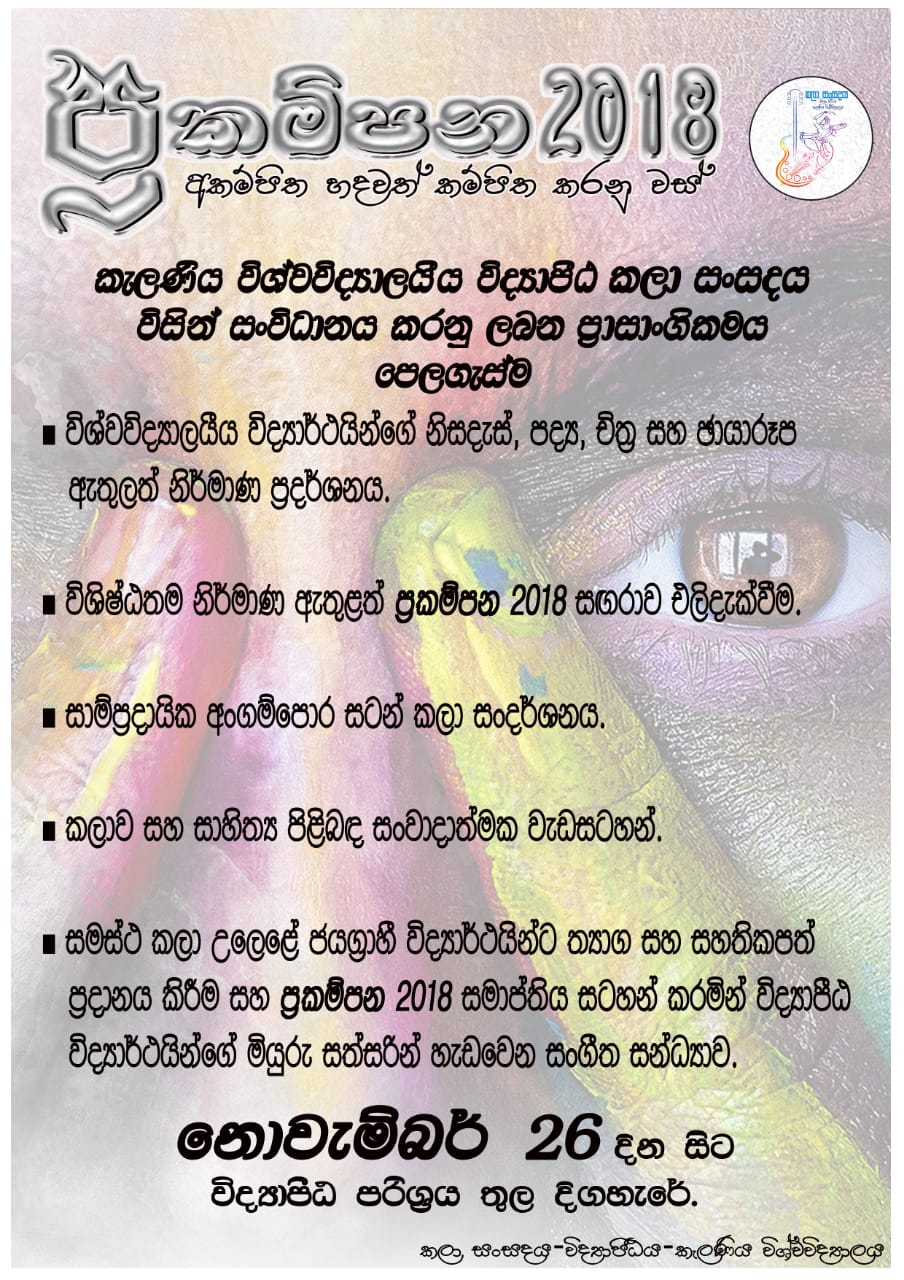 ප්‍රකම්පන 2018
අකම්පිත හදවත් කම්පිත කරනු වස්
කලා සංසදය
කැලණිය විශ්වවිද්‍යාලයීය විද්‍යාපීඨ කලා සංසදය
විසින් සංවිධානය කරනු ලබන ප්‍රාසාංගිකමය
පෙලගැස්ම
▪ විශ්වවිද්‍යාලයීය විද්‍යාර්ථයින්ගේ නිසදැස්, පද්‍ය, චිත්‍ර සහ ඡායාරූප
ඇතුලත් නිර්මාණ ප්‍රදර්ශනය.
▪ විශිෂ්ඨතම නිර්මාණ ඇතුළත් ප්‍රකම්පන 2018 සඟරාව එලිදැක්වීම.
▪ සාම්ප්‍රදායික අංගම්පොර සටන් කලා සංදර්ශනය.
▪ කලාව සහ සාහිත්‍ය පිළිබඳ සංවාදාත්මක වැඩසටහන්.
▪ සමස්ථ කලා උලෙළේ ජයග්‍රාහී විද්‍යාර්ථයින්ට ත්‍යාග සහ සහතිකපත්
ප්‍රදානය කිරීම සහ ප්‍රකම්පන 2018 සමාප්තිය සටහන් කරමින් විද්‍යාපීඨ
විද්‍යාර්ථයින්ගේ මියුරු සත්සරින් හැඩවෙන සංගීත සන්ධ්‍යාව.
නොවැම්බර් 26 දින සිට
විද්‍යාපීඨ පරිශ්‍රය තුල දිගහැරේ.
කලා සංසදය-විද්‍යාපීඨය-කැලණිය විශ්වවිද්‍යාලය